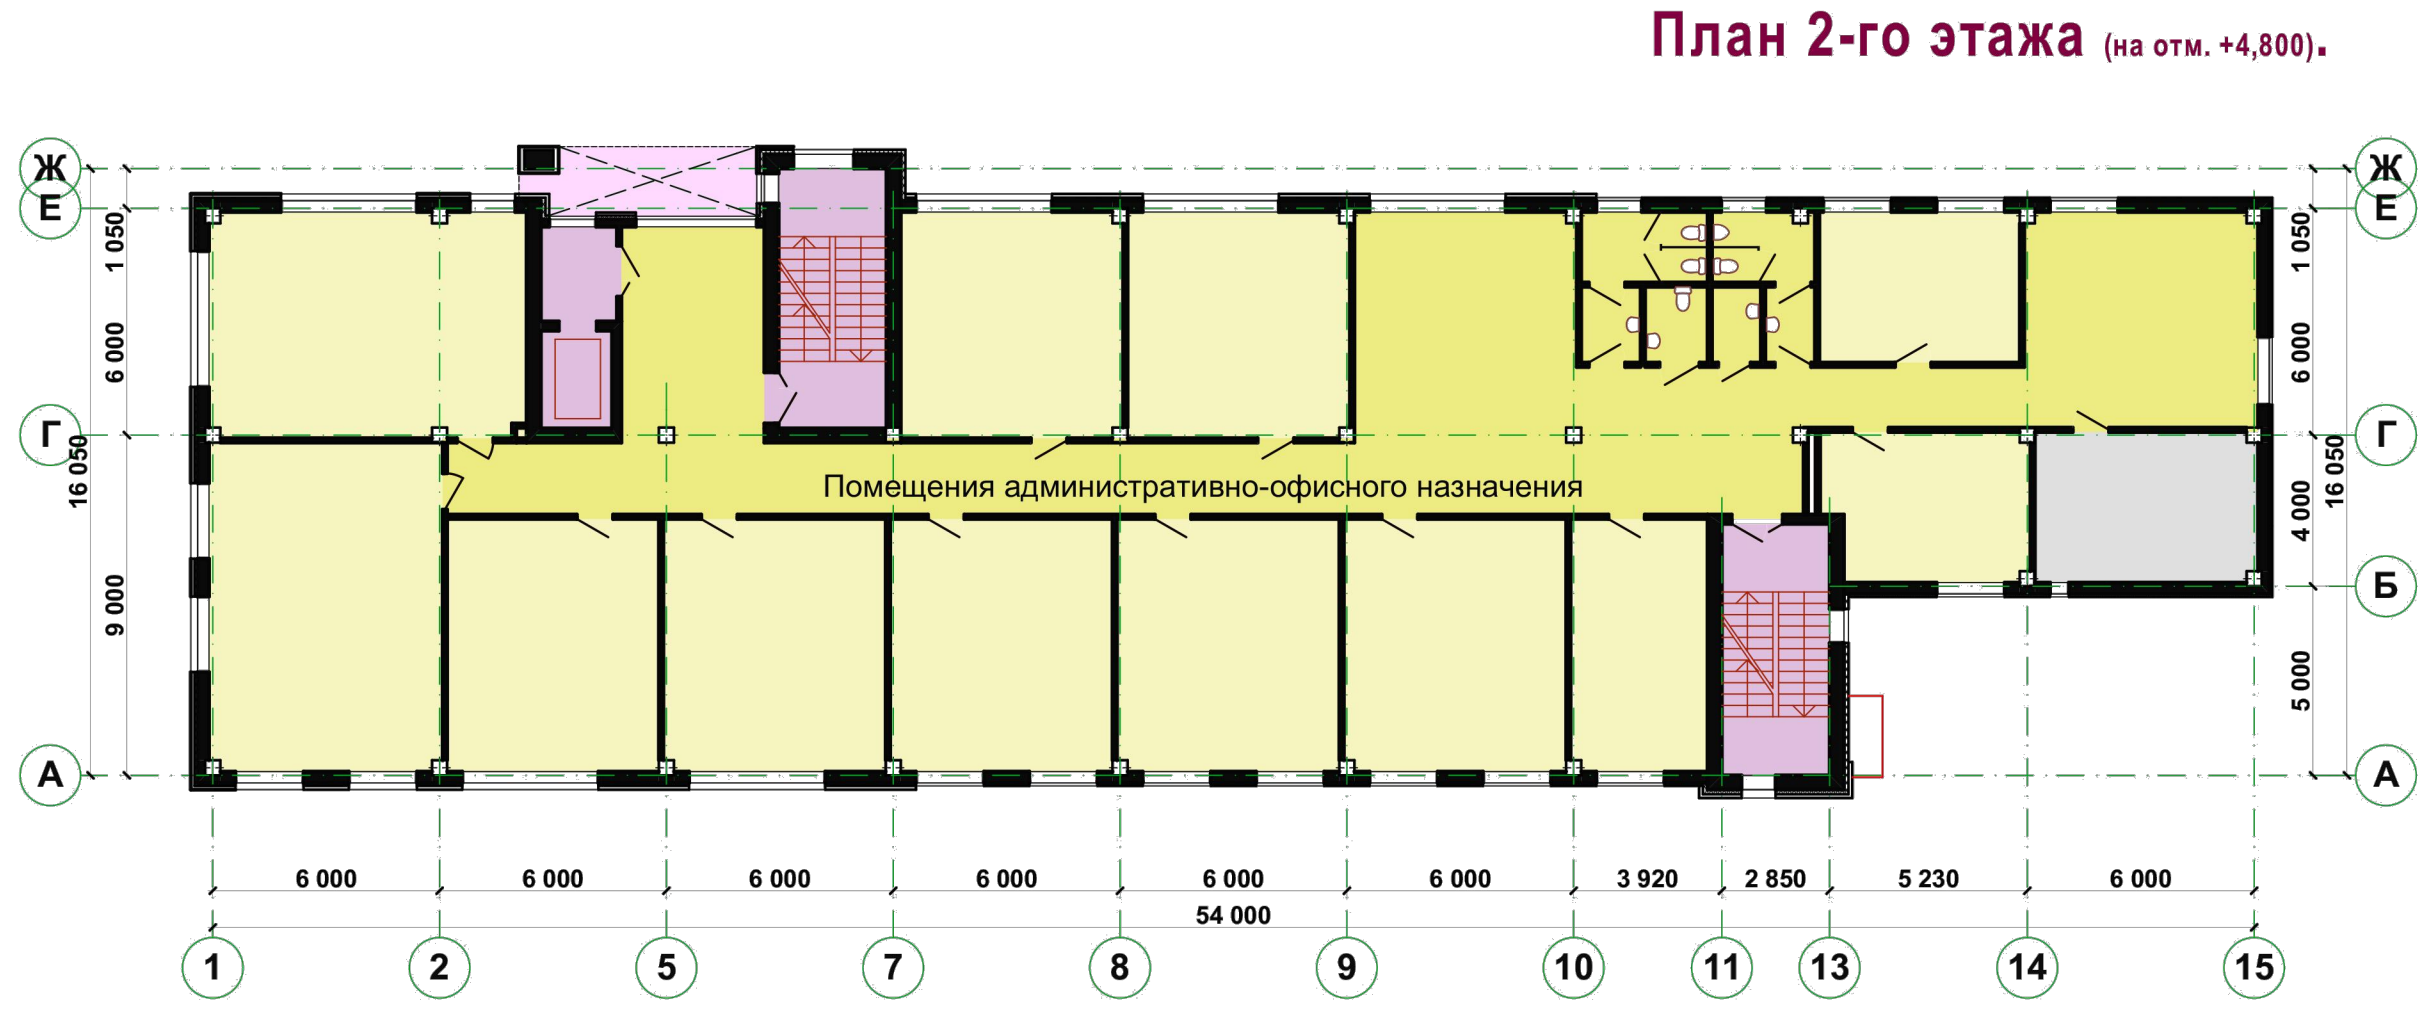 План 2-го этажа (на отм. +4,800).
Ж
Ж
Е
Е
1 050
1 050
6 000
6 000
Г
Г
16 050
16 050
Помещения административно-офисного назначения
4 000
Б
9 000
5 000
А
А
6 000 6 000 6 000 6 000 6 000 6 000 3 920 2 850 5 230 6 000
54 000
1 2 5 7 8 9 10 11 13 14 15